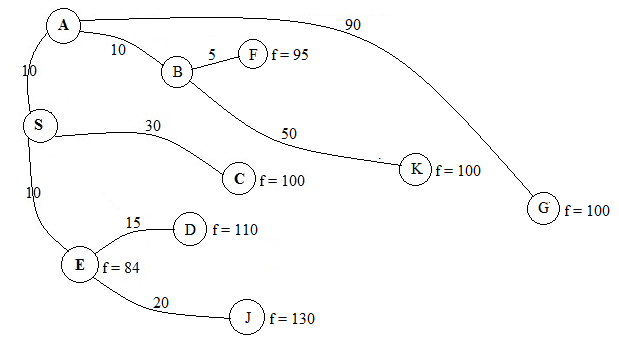 A
90
10
5
F
f = 95
B
10
S
30
50
K
f = 100
C
f = 100
10
G
f = 100
15
D
f = 110
E
f = 84
20
J
f = 130